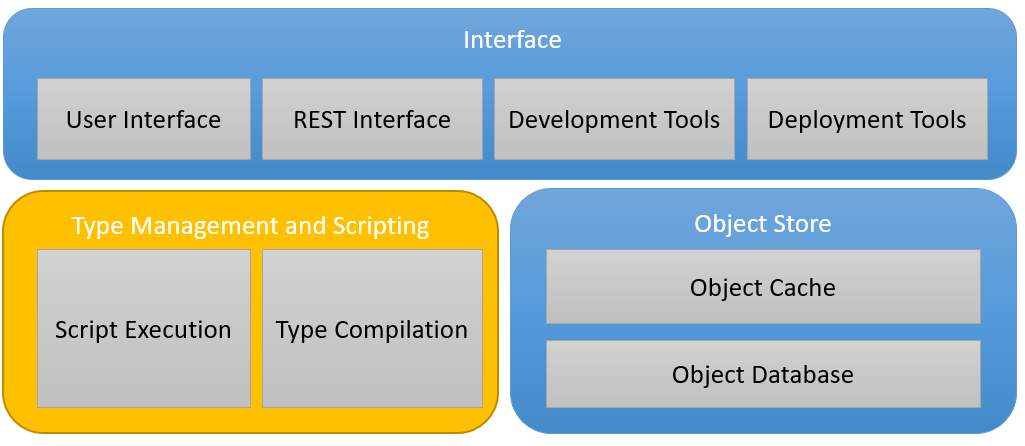 Interface
User Interface
REST Interface
Development Tools
Deployment Tools
Type Management and Scripting
Script Execution
Type Compilation
Object Store
Object Cache
Object Database